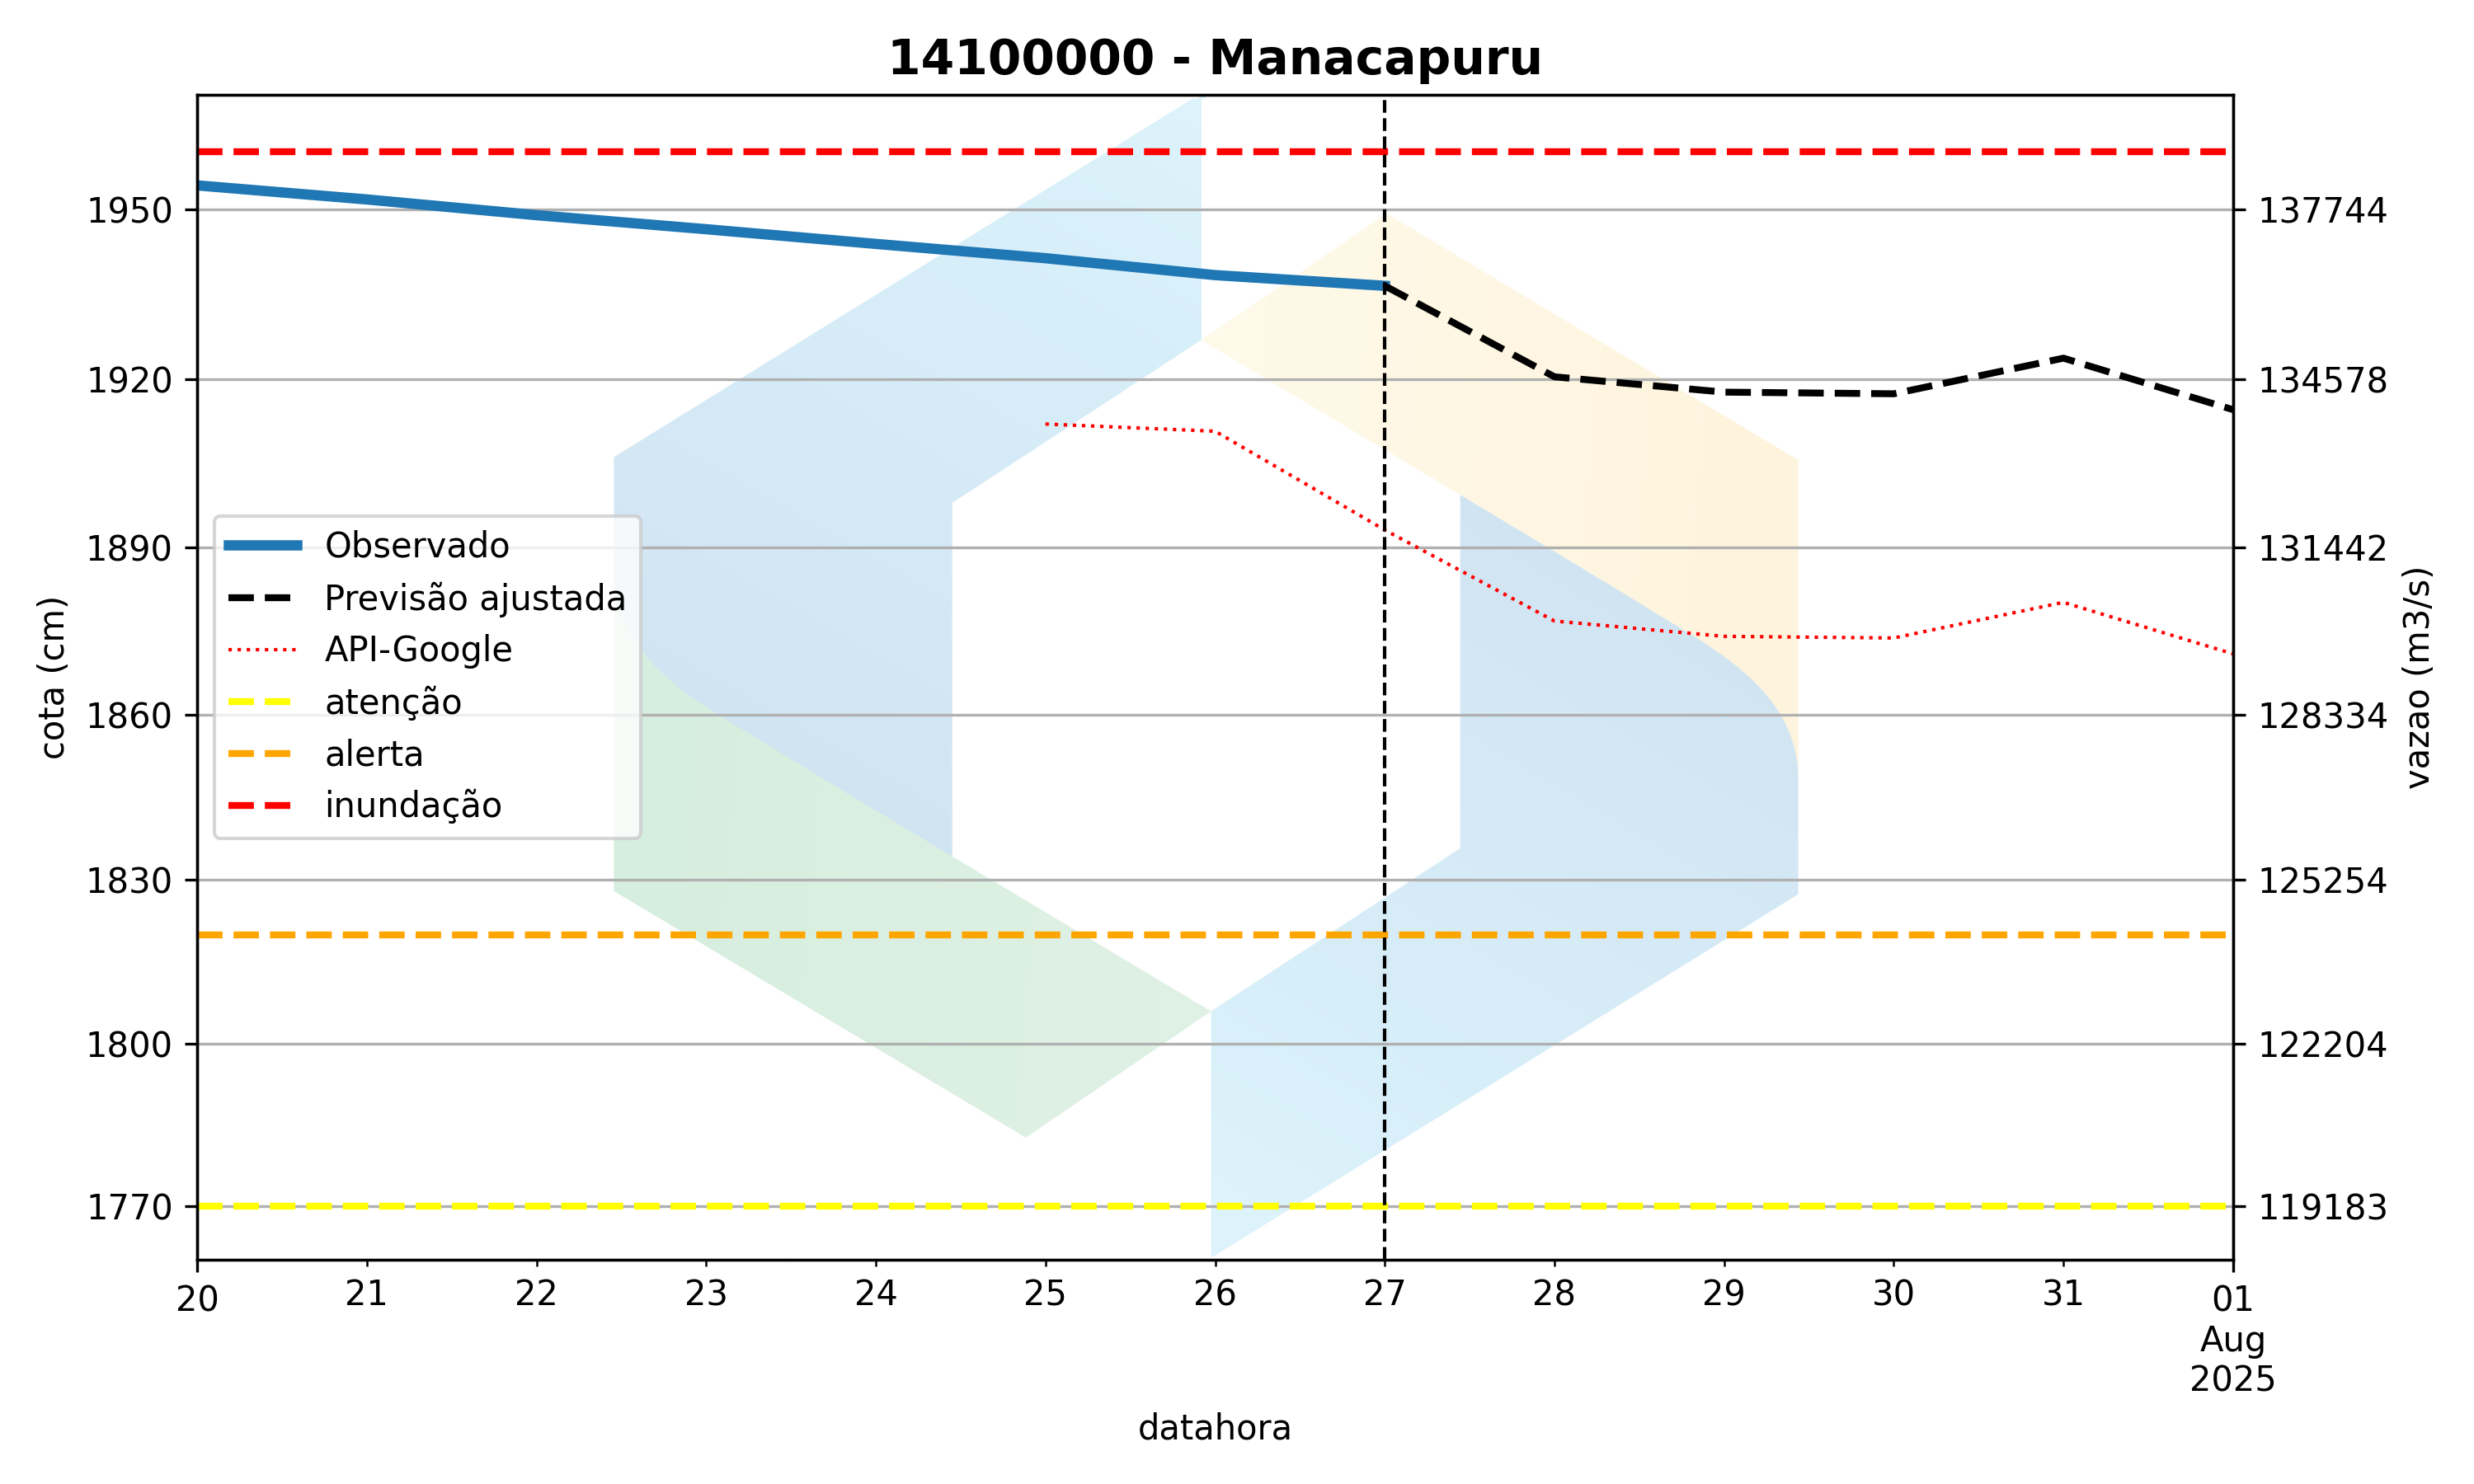 14100000 - Manacapuru
1950
1920
1890
1860
1830
1800
1770
cota (cm)
Observado
Previsão ajustada
API-Google
atenção
alerta
inundação
137744
134578
131442
128334
125254
122204
119183
vazao (m3/s)
20 21 22 23 24 25 26 27 28 29 30 31 01
Aug
2025
datahora